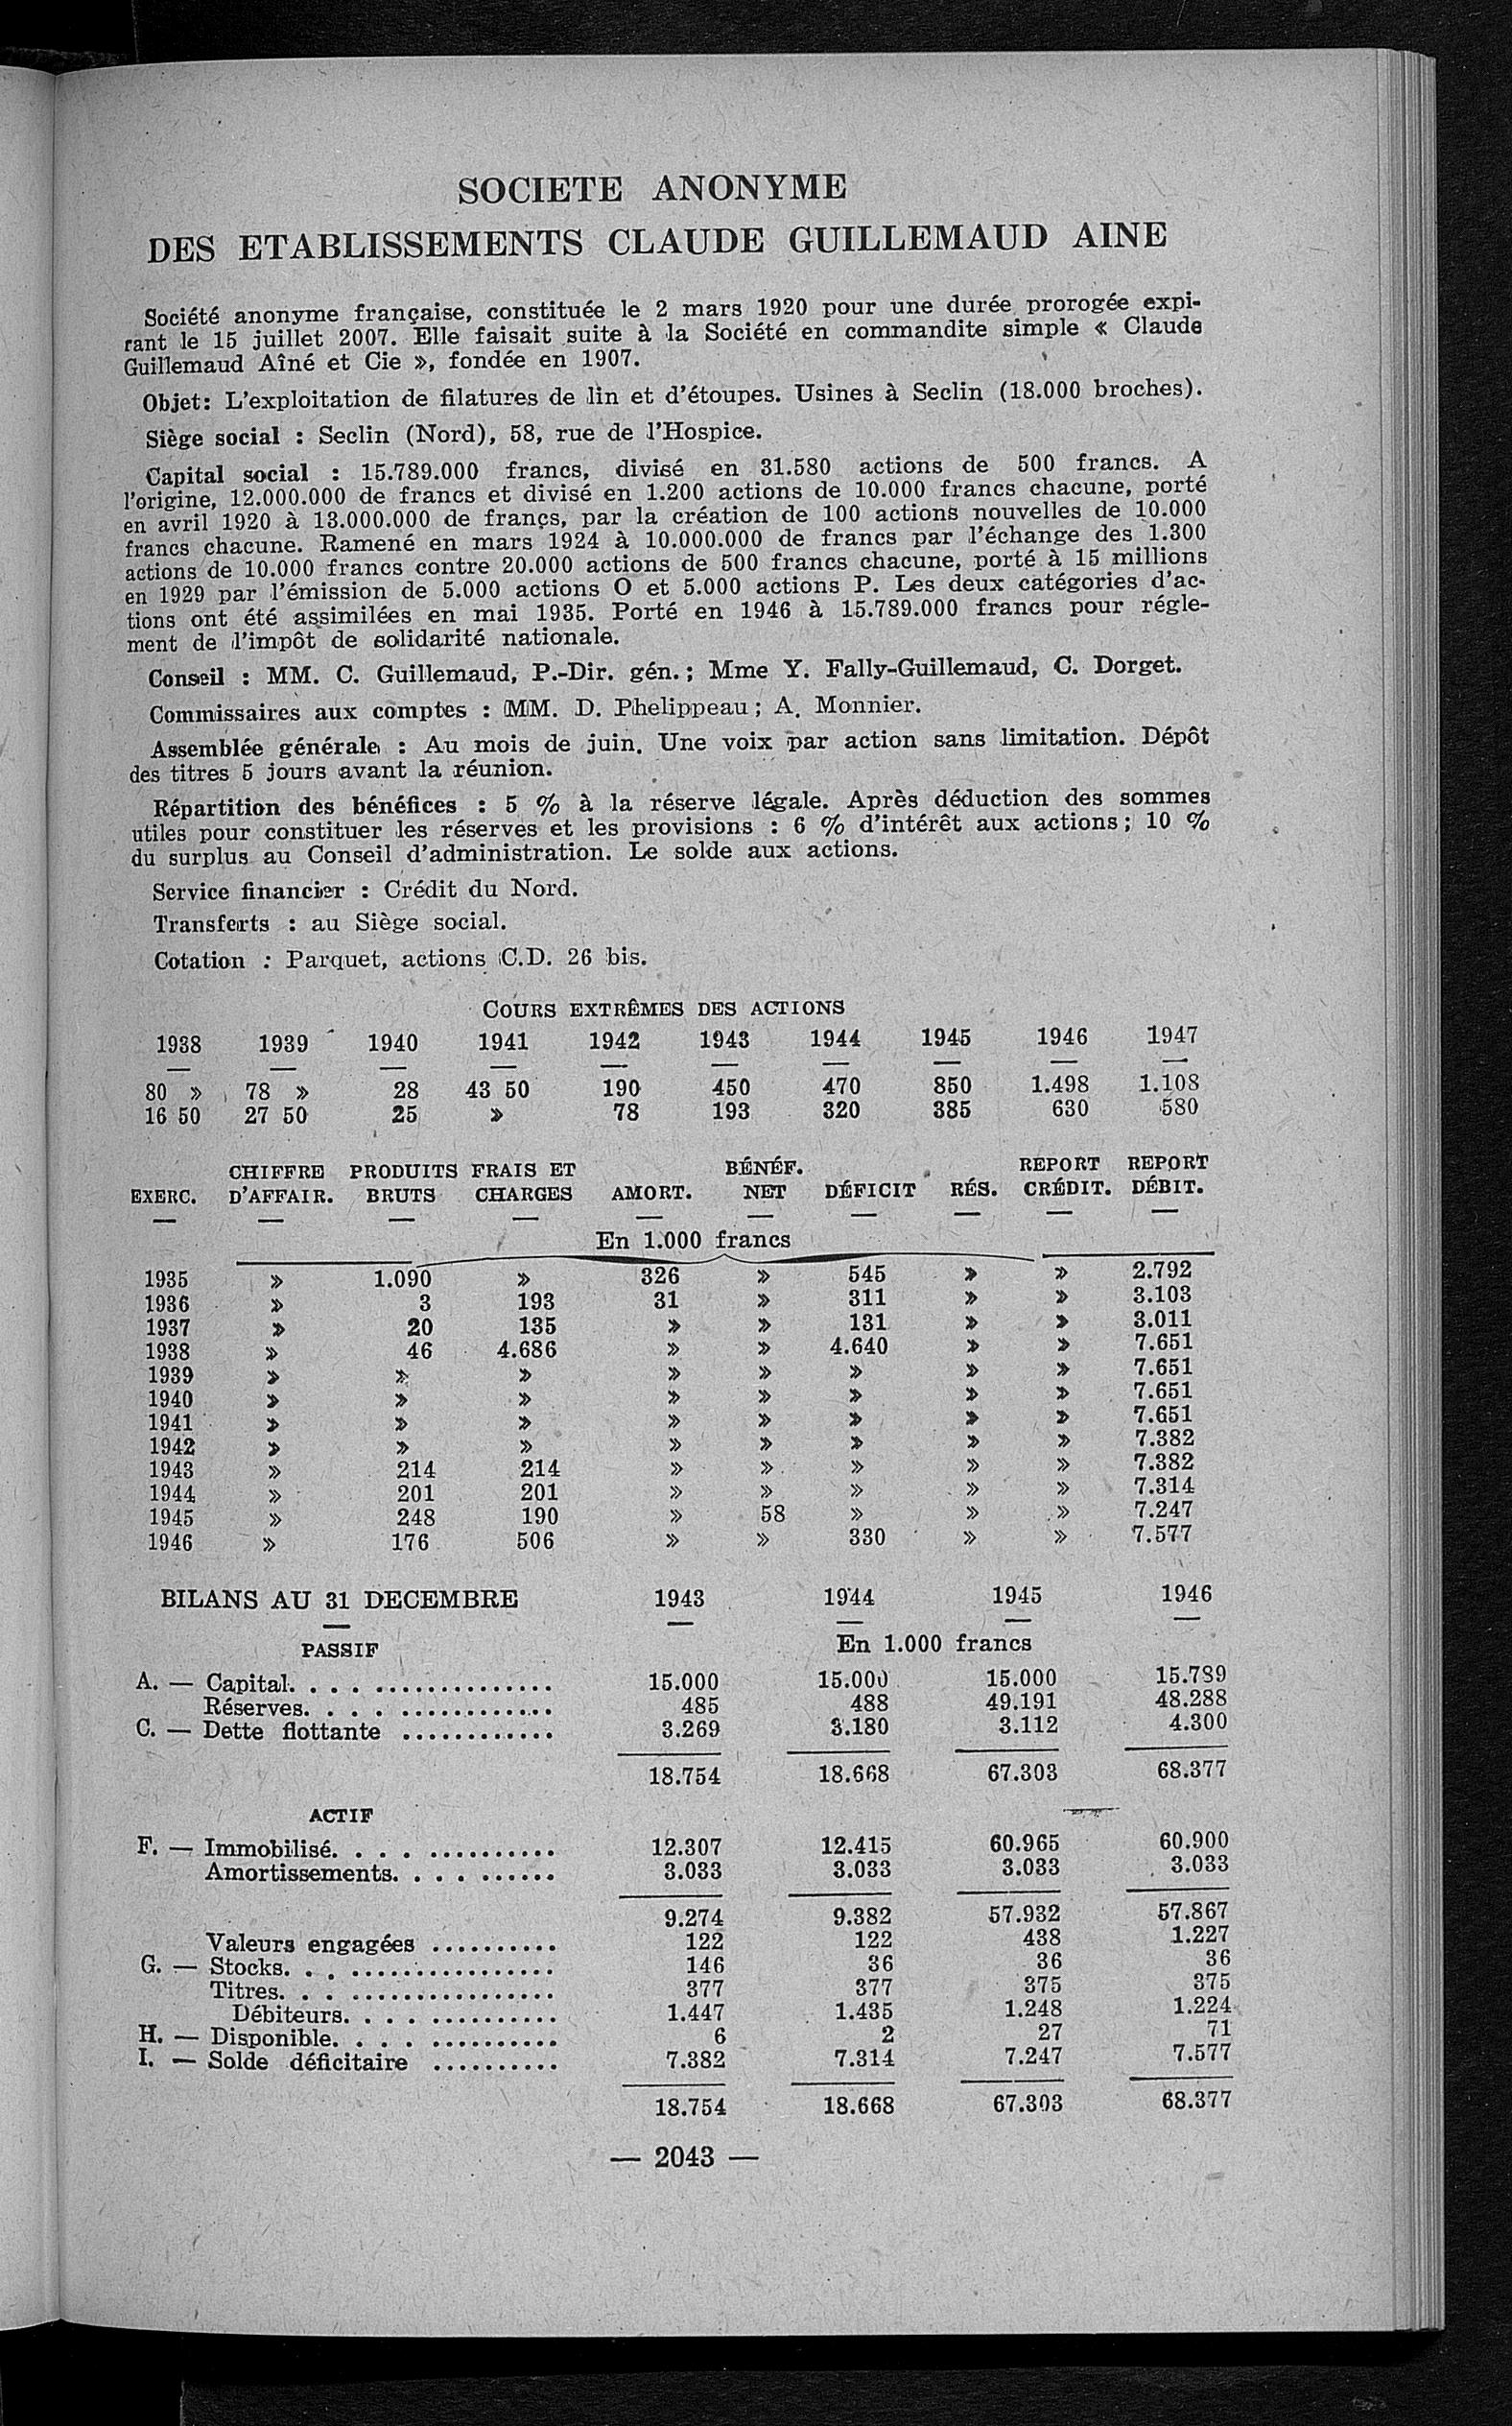 SOCIETE ANONYME
DES ETABLISSEMENTS CLAUDE GUILLEMAUD AINE
Société anonyme française, constituée le 2 mars 1920 pour une durée prorogée expi-
rant le 15 juillet 2007. Elle faisait suite à la Société en commandite simple « Claude
Guillemaud Aîné et Cie », fondée en 1907.
Objet: L'exploitation de filatures de lin et d'étoupes. Usines à Seclin (18.000 broches).
Siège social : Seclin (Nord), 58, rue de l'Hospice.
Capital social : 15.789.000 francs, divisé en 31.580 actions de 500 francs. A
l'origine, 12.000.000 de francs et divisé en 1.200 actions de 10.000 francs chacune, porté
en avril 1920 à 13.000.000 de francs, par la création de 100 actions nouvelles de 10.000
francs chacune. Ramené en mars 1924 à 10.000.000 de francs par l'échange des 1.300
actions de 10.000 francs contre 20.000 actions de 500 francs chacune, porté à 15 millions
en 1929 par l'émission de 5.000 actions O et 5.000 actions P. Les deux catégories d'ac-
tions ont été assimilées en mai 1935. Porté en 1946 à 15.789.000 francs pour régle-
ment de l'impôt de solidarité nationale.
Conseil : MM. C. Guillemaud, P.-Dir. gén.; Mme Y. Fally-Guillemaud, C. Dorget.
Commissaires aux comptes : MM. D. Phelippeau; A. Monnier.
Assemblée générale : Au mois de juin. Une voix par action sans limitation. Dépôt
des titres 5 jours avant la réunion.
Répartition des bénéfices : 5 % à la réserve légale. Après déduction des sommes
utiles pour constituer les réserves et les provisions : 6 % d'intérêt aux actions; 10 %
du surplus au Conseil d'administration. Le solde aux actions.
Service financier : Crédit du Nord.
Transferts : au Siège social.
Cotation : Parquet, actions C.D. 26 bis.
COURS EXTRÊMES DES ACTIONS
1938 1939 1940 1941 1942 1943 1944 1945 1946 1947
80 » 78 » 28 43 50 190 450 470 850 1.498 1.108
16 50 27 50 25 » 78 193 320 385 630 580
CHIFFRE PRODUITS FRAIS ET BÉNÉF. REPORT REPORT
EXERC. D'AFFAIR. BRUTS CHARGES AMORT. NET DÉFICIT RÉS. CRÉDIT. DÉBIT.
En 1.000 francs
1935 » 1.090 » 326 » 545 » » 2.792
1936 » 3 193 31 » 311 » » 3.103
1937 » 20 135 » » 131 » » 3.011
1938 » 46 4.686 » » 4.640 » » 7.651
1939 » » » » » » » » 7.651
1940 » » » » » » » » 7.651
1941 » » » » » » » » 7.651
1942 » » » » » » » » 7.382
1943 » 214 214 » » » » » 7.382
1944 » 201 201 » » » » » 7.314
1945 » 248 190 » 58 » » » 7.247
1946 » 176 506 » » 330 » » 7.577
BILANS AU 31 DECEMBRE 1943 1944 1945 1946
PASSIF En 1.000 francs
A. — Capital. . . . ................ 15.000 15.000 15.000 15.789
Réserves. . . . ............. 485 488 49.191 48.288
C. — Dette flottante ............ 3.269 3.180 3.112 4.300
18.754 18.668 67.303 68.377
ACTIF
F. — Immobilisé. . . . ........... 12.307 12.415 60.965 60.900
Amortissements. . . . ...... 3.033 3.033 3.033 3.033
9.274 9.382 57.932 57.867
Valeurs engagées .......... 122 122 438 1.227
G. — Stocks. . . ................. 146 36 36 36
Titres. . . ................. 377 377 375 375
Débiteurs. . . . ............. 1.447 1.435 1.248 1.224
H. — Disponible. . . . ............ 6 2 27 71
I. — Solde déficitaire .......... 7.382 7.314 7.247 7.577
18.754 18.668 67.303 68.377
— 2043 —